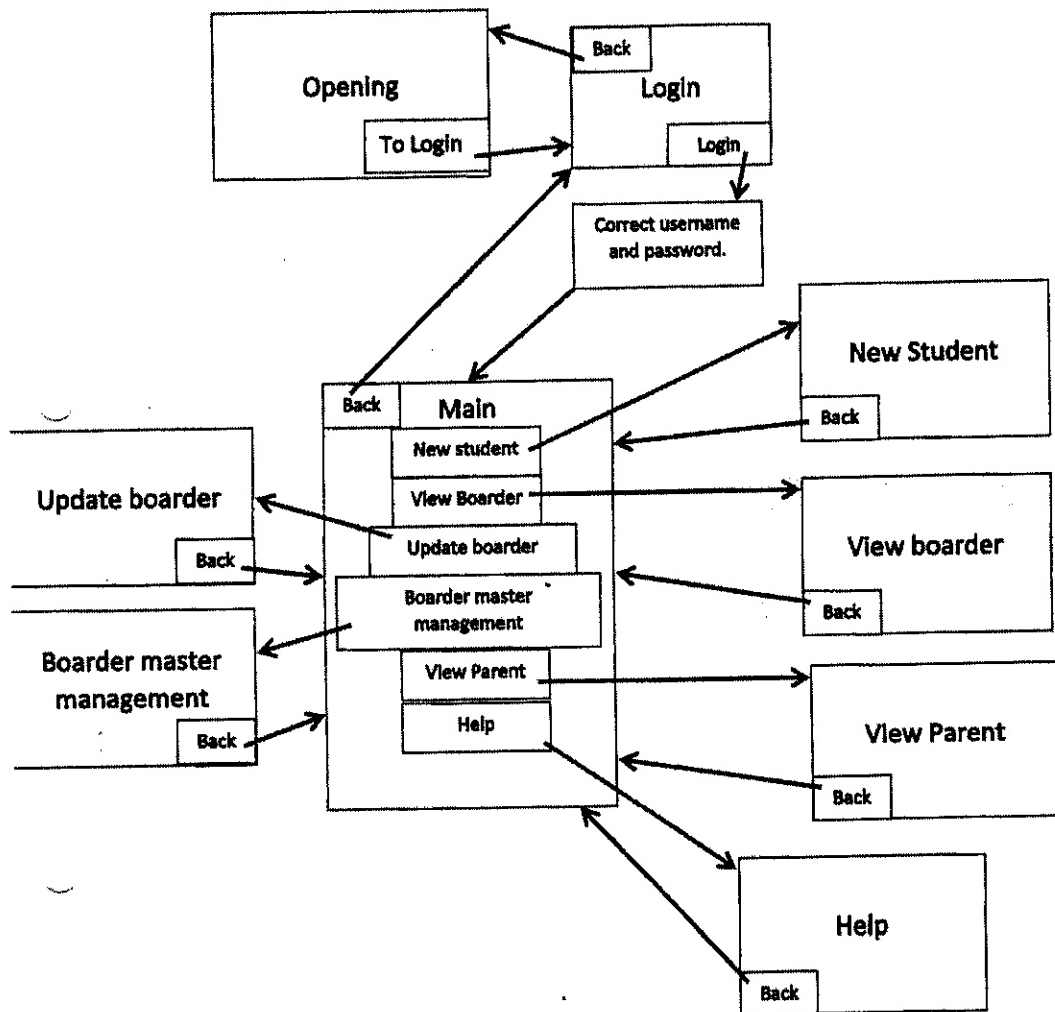 Back
Opening
Login
To Login
Login
Correct username
and password.
New Student
Back
Main
Back
New student
Update boarder
View Boarder
View boarder
Update boarder
Back
Boarder master
management
Back
Boarder master
management
View Parent
View Parent
Help
Back
Back
Help
Back